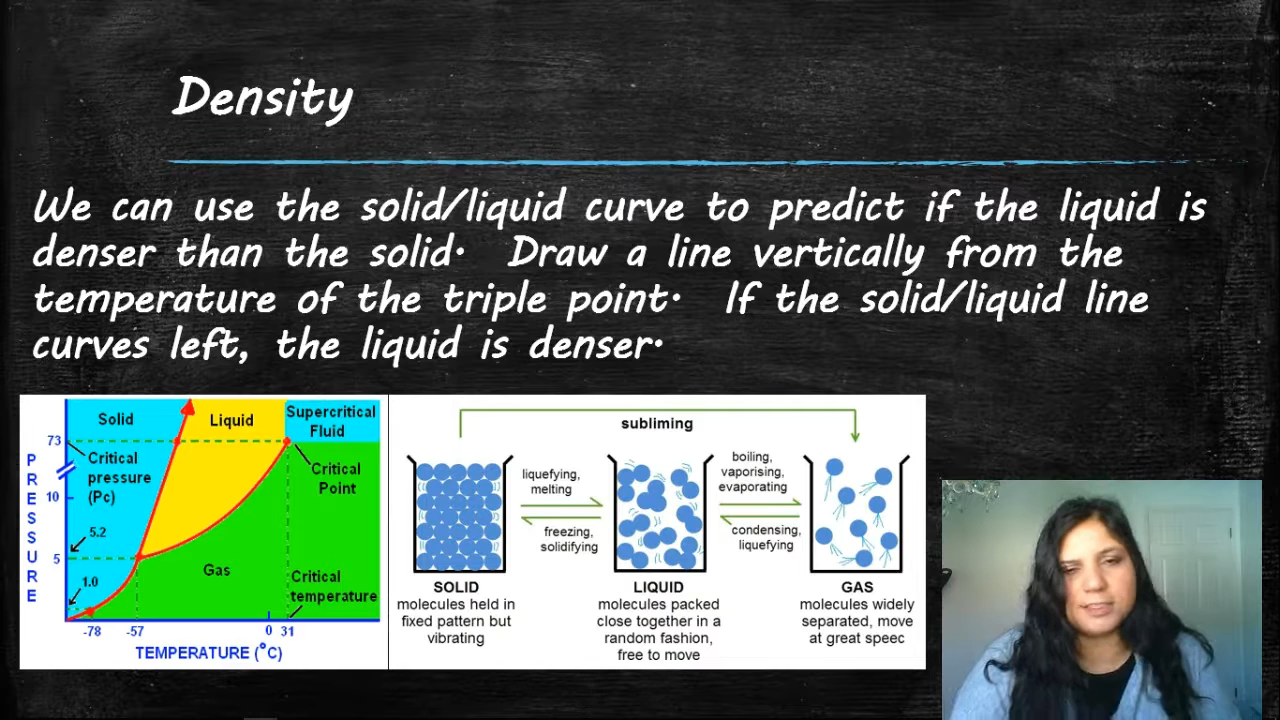 Density
We can use the solid/liquid curve to predict if the liquid is
denser than the solid. Draw a line vertically from the
temperature of the triple point. If the solid/liquid line
curves left, the liquid is denser.
Solid
Liquid
Supercritical
Fluid
73
Critical
pressure
(Pc)
Critical
Point
10
5.2
5
Gas
1.0
Critical
temperature
PRESSURE
-78 -57 0 31
TEMPERATURE (°C)
subliming
liquefying,
melting
freezing,
solidifying
boiling,
vaporising,
evaporating
condensing,
liquefying
SOLID
molecules held in
fixed pattern but
vibrating
LIQUID
molecules packed
close together in a
random fashion,
free to move
GAS
molecules widely
separated, move
at great speec